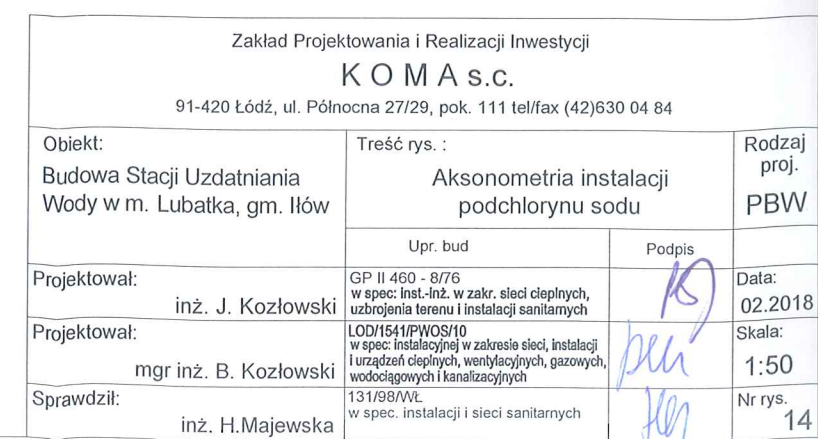 Zakład Projektowania i Realizacji Inwestycji
K O M A s.c.
91-420 Łódź, ul. Północna 27/29, pok. 111 tel/fax (42)630 04 84
Obiekt:
Budowa Stacji Uzdatniania
Wody w m. Lubatka, gm. Iłów
Treść rys. :
Aksonometria instalacji
podchlorynu sodu
Rodzaj
proj.
PBW
Upr. bud
Podpis
Projektował:
inż. J. Kozłowski
GP II 460 - 8/76
w spec: inst.-inż. w zakr. sieci cieplnych,
uzbrojenia terenu i instalacji sanitarnych
Data:
02.2018
Projektował:
mgr inż. B. Kozłowski
LOD/1541/PWOS/10
w spec: instalacyjnej w zakresie sieci, instalacji
i urządzeń cieplnych, wentylacyjnych, gazowych,
wodociągowych i kanalizacyjnych
Skala:
1:50
Sprawdził:
inż. H.Majewska
131/98/WŁ
w spec. instalacji i sieci sanitarnych
Nr rys.
14